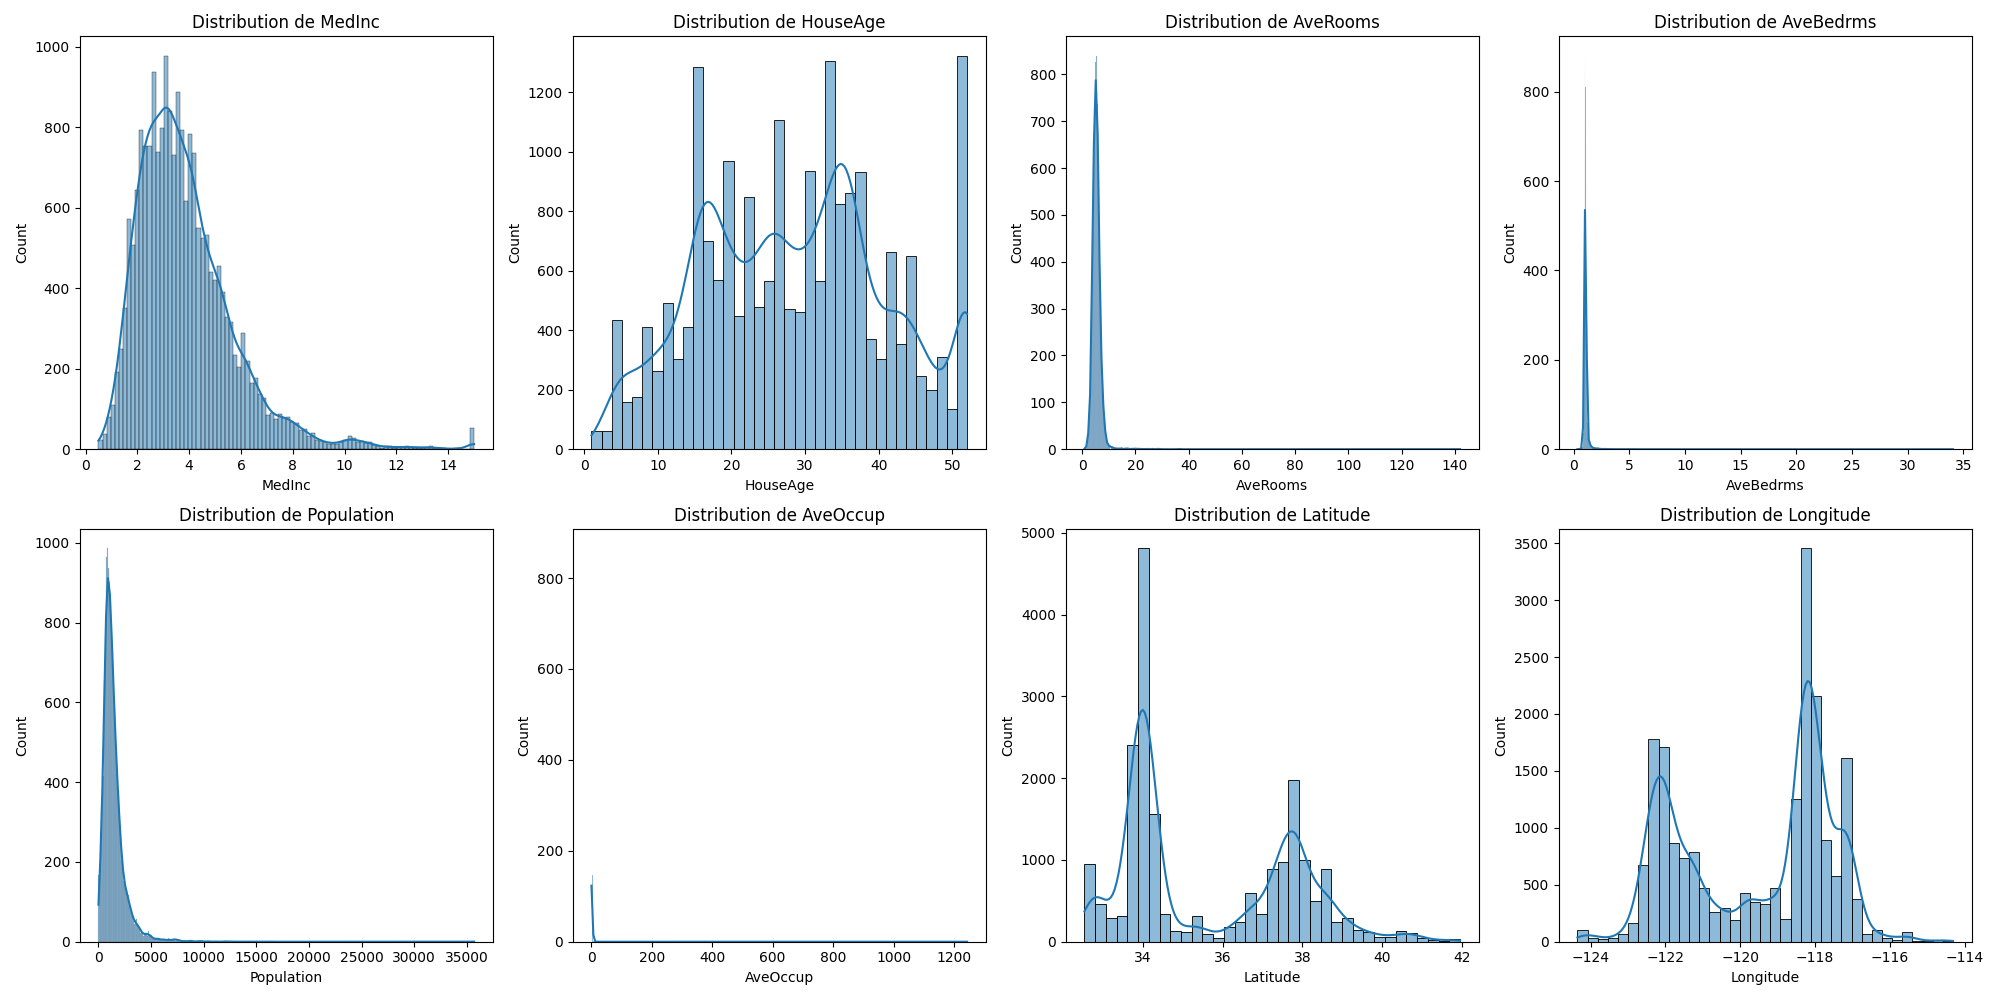 Distribution de MedInc
Count
1000
800
600
400
200
0
0 2 4 6 8 10 12 14
MedInc
Distribution de HouseAge
Count
1200
1000
800
600
400
200
0
0 10 20 30 40 50
HouseAge
Distribution de AveRooms
Count
800
700
600
500
400
300
200
100
0
0 20 40 60 80 100 120 140
AveRooms
Distribution de AveBedrms
Count
800
600
400
200
0
0 5 10 15 20 25 30 35
AveBedrms
Distribution de Population
Count
1000
800
600
400
200
0
0 5000 10000 15000 20000 25000 30000 35000
Population
Distribution de AveOccup
Count
800
600
400
200
0
0 200 400 600 800 1000 1200
AveOccup
Distribution de Latitude
Count
5000
4000
3000
2000
1000
0
34 36 38 40 42
Latitude
Distribution de Longitude
Count
3500
3000
2500
2000
1500
1000
500
0
−124 −122 −120 −118 −116 −114
Longitude